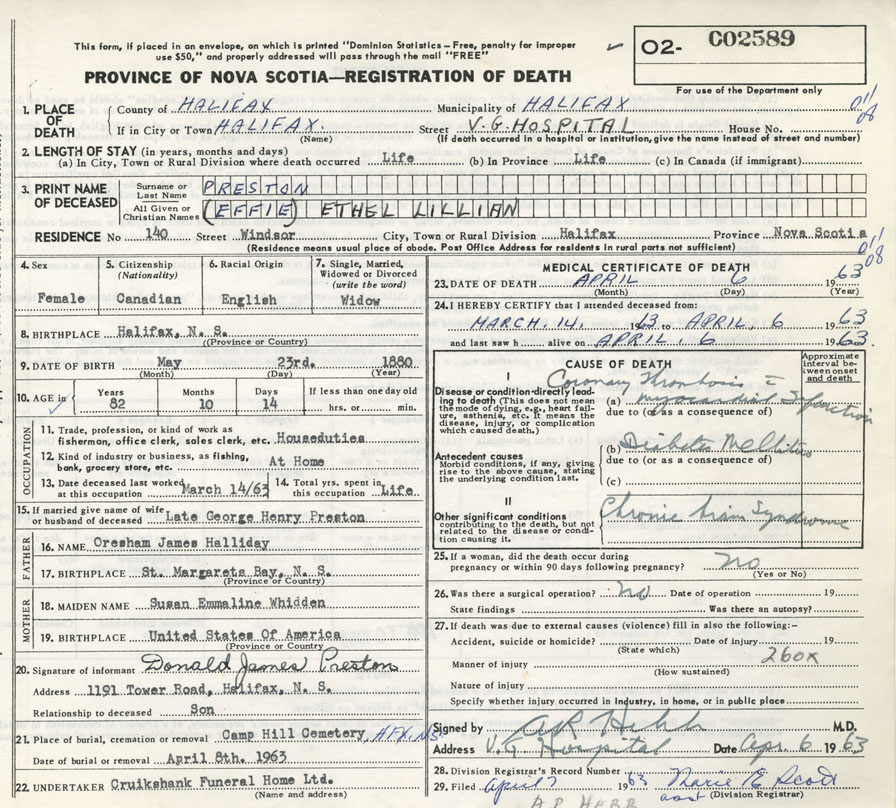 This form, if placed in an envelope, on which is printed "Dominion Statistics - Free, penalty for improper
use $50," and properly addressed will pass through the mail "FREE"
✓ O2- C02589
PROVINCE OF NOVA SCOTIA—REGISTRATION OF DEATH
For use of the Department only
1. PLACE OF DEATH
County of HALIFAX Municipality of HALIFAX
If in City or Town HALIFAX. Street V.G. HOSPITAL House No.
(Name) (If death occurred in a hospital or institution, give the name instead of street and number)
011
08
2. LENGTH OF STAY (in years, months and days)
(a) In City, Town or Rural Division where death occurred Life (b) In Province Life (c) In Canada (if immigrant)
3. PRINT NAME OF DECEASED
Surname or Last Name PRESTON
All Given or Christian Names (EFFIE) ETHEL LILLIAN
RESIDENCE No 140 Street Windsor City, Town or Rural Division Halifax Province Nova Scotia
(Residence means usual place of abode. Post Office Address for residents in rural parts not sufficient)
011
08
4. Sex
Female
5. Citizenship (Nationality)
Canadian
6. Racial Origin
English
7. Single, Married, Widowed or Divorced (write the word)
Widow
8. BIRTHPLACE Halifax, N. S.
(Province or Country)
9. DATE OF BIRTH May 23rd. 1880
(Month) (Day) (Year)
10. AGE in Years Months Days If less than one day old
82 10 14 hrs. or min.
OCCUPATION
11. Trade, profession, or kind of work as
fisherman, office clerk, sales clerk, etc. Houseduties
12. Kind of industry or business, as fishing,
bank, grocery store, etc. At Home
13. Date deceased last worked at this occupation March 14/63
14. Total yrs. spent in this occupation Life
15. If married give name of wife
or husband of deceased Late George Henry Preston
FATHER
16. NAME Oresham James Halliday
17. BIRTHPLACE St. Margarets Bay, N. S.
(Province or Country)
MOTHER
18. MAIDEN NAME Susan Emmaline Whidden
19. BIRTHPLACE United States Of America
(Province or Country)
20. Signature of informant Donald James Preston
Address 1191 Tower Road, Halifax, N. S.
Relationship to deceased Son
21. Place of burial, cremation or removal Camp Hill Cemetery, HFX. N.S.
Date of burial or removal April 8th. 1963
22. UNDERTAKER Cruikshank Funeral Home Ltd.
(Name and address)
MEDICAL CERTIFICATE OF DEATH
23. DATE OF DEATH APRIL 6 1963
(Month) (Day) (Year)
24. I HEREBY CERTIFY that I attended deceased from:
MARCH. 14. 1963 to APRIL. 6 1963
and last saw h alive on APRIL. 6 1963.
CAUSE OF DEATH
Approximate interval between onset and death
I
Disease or condition directly leading to death (This does not mean the mode of dying, e.g., heart failure, asthenia, etc. It means the disease, injury, or complication which caused death.)
Coronary Thrombosis c̄
(a) myocardial Infarction
due to (or as a consequence of)
Antecedent causes
Morbid conditions, if any, giving rise to the above cause, stating the underlying condition last.
(b) Diabetes Mellitus
due to (or as a consequence of)
(c)
II
Other significant conditions
contributing to the death, but not related to the disease or condition causing it.
Chronic brain Syndrome
25. If a woman, did the death occur during
pregnancy or within 90 days following pregnancy? no
(Yes or No)
26. Was there a surgical operation? no Date of operation 19
State findings Was there an autopsy?
27. If death was due to external causes (violence) fill in also the following:–
Accident, suicide or homicide? Date of injury 19
(State which)
260x
Manner of injury
(How sustained)
Nature of injury
Specify whether injury occurred in industry, in home, or in public place
Signed by A R Hebb M.D.
Address V.G. Hospital Date Apr. 6 1963
28. Division Registrar's Record Number
29. Filed April 7 1963 Marie E Scott
(Division Registrar)
A P HEBB